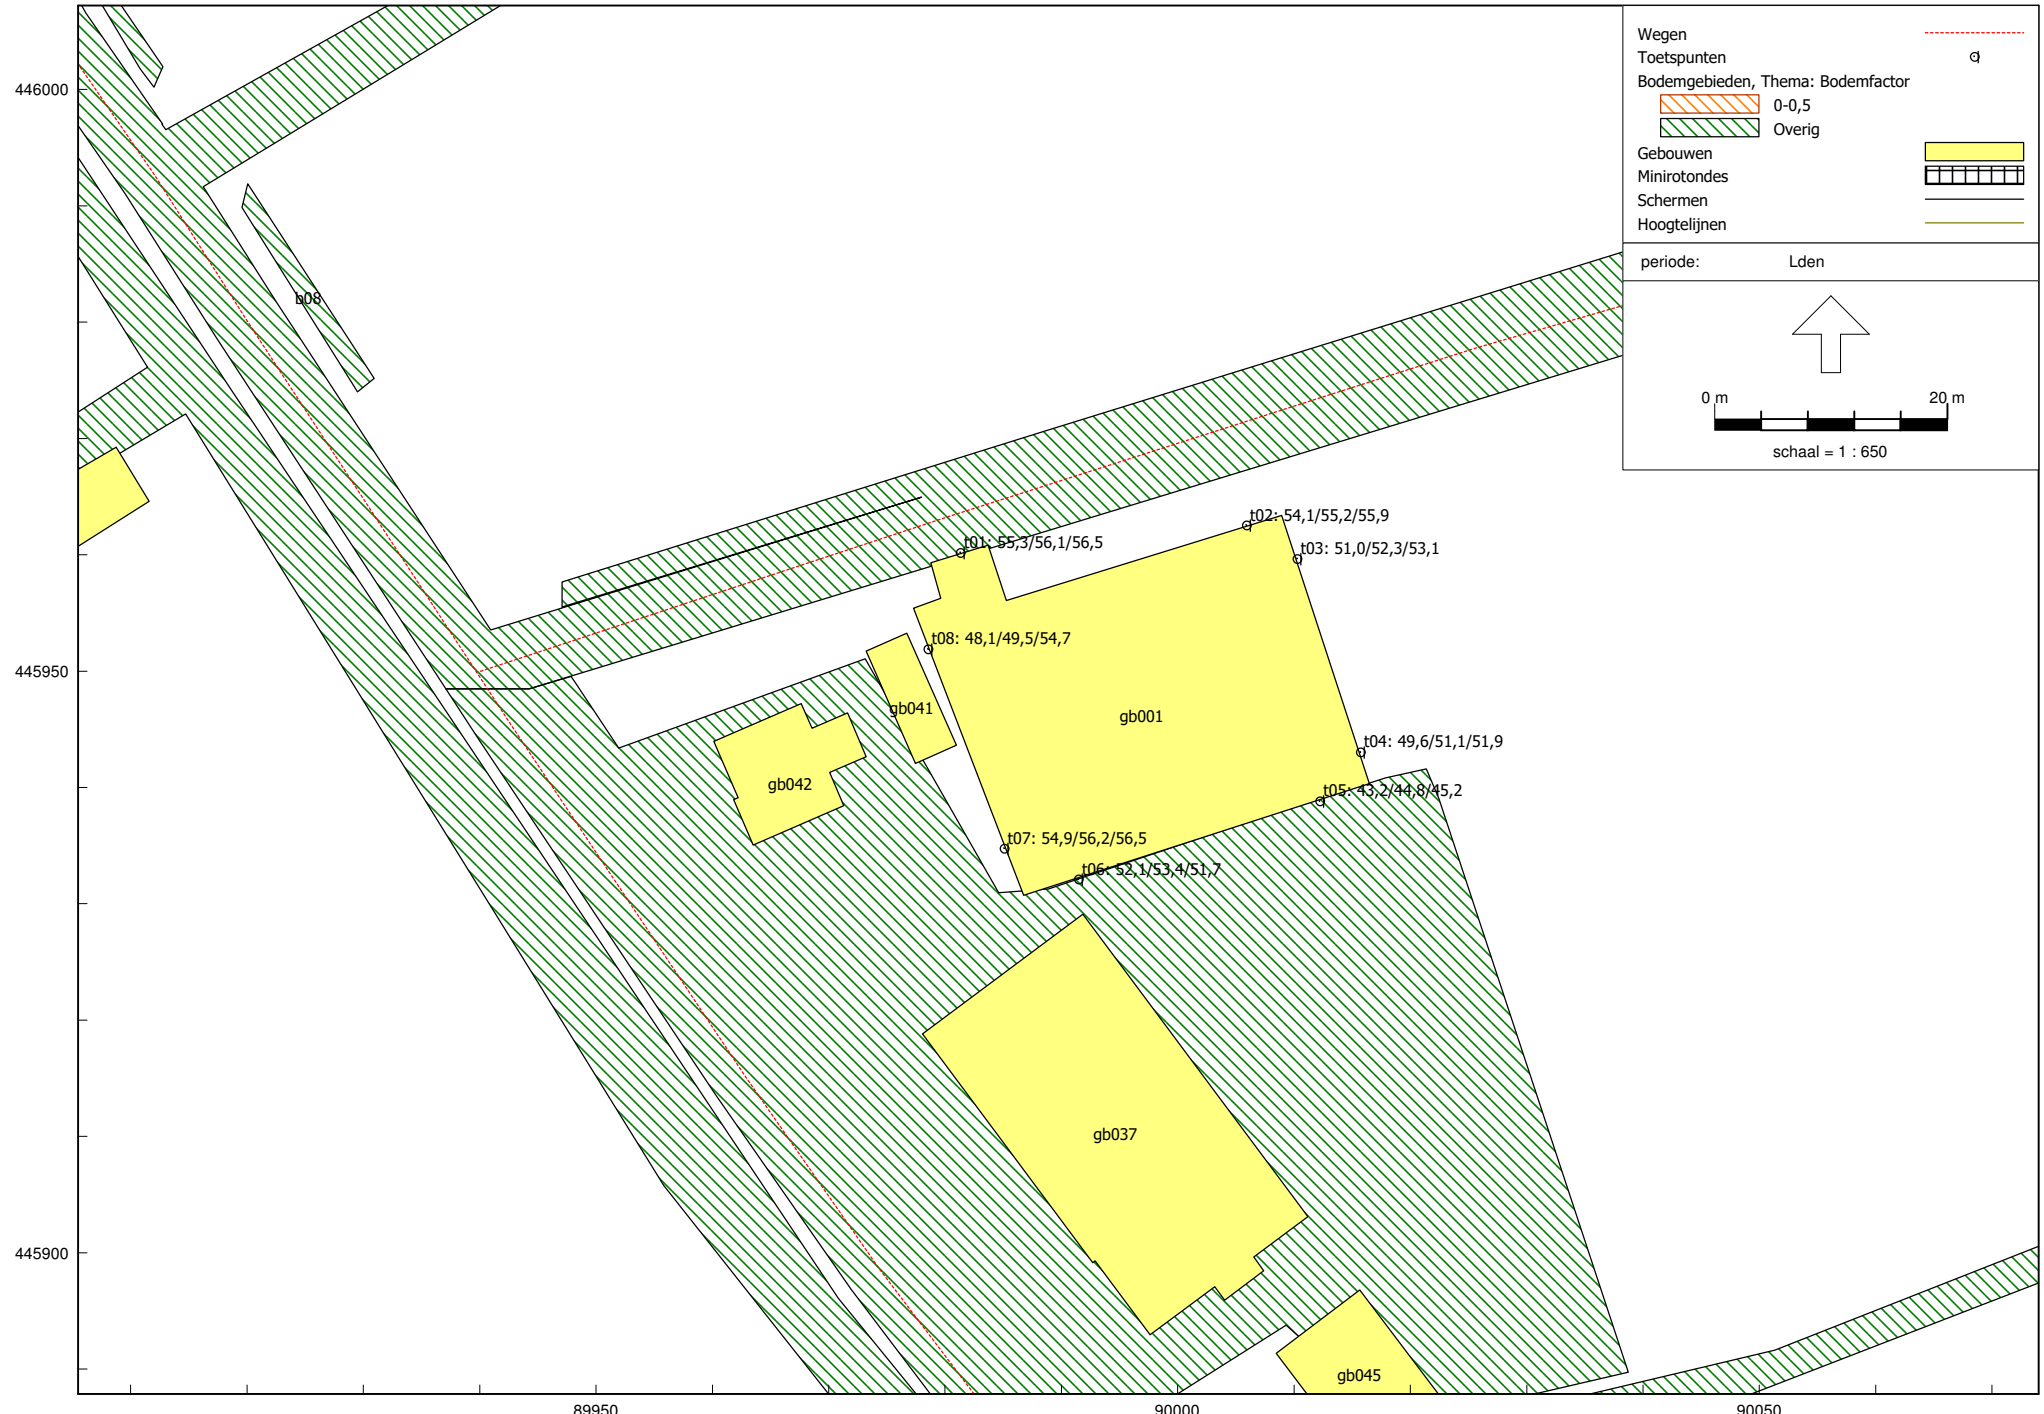 Wegen
Toetspunten
Bodemgebieden, Thema: Bodemfactor
0-0,5
Overig
Gebouwen
Minirotondes
Schermen
Hoogtelijnen
periode: Lden
0 m 20 m
schaal = 1 : 650
446000
b08
t02: 54,1/55,2/55,9
t01: 55,3/56,1/56,5
t03: 51,0/52,3/53,1
t08: 48,1/49,5/54,7
445950
gb041
gb001
t04: 49,6/51,1/51,9
gb042
t05: 43,2/44,8/45,2
t07: 54,9/56,2/56,5
t06: 52,1/53,4/51,7
gb037
445900
gb045
89950 90000 90050